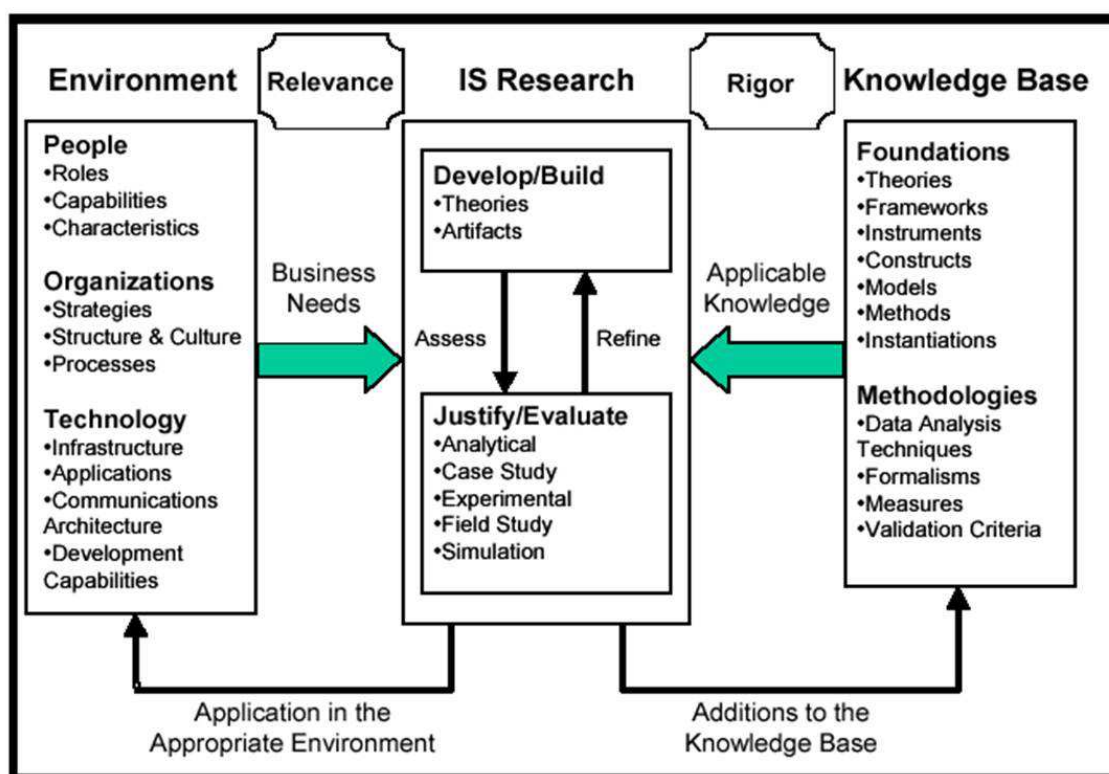 Environment
Relevance
IS Research
Rigor
Knowledge Base
People
•Roles
•Capabilities
•Characteristics
Organizations
•Strategies
•Structure & Culture
•Processes
Technology
•Infrastructure
•Applications
•Communications
Architecture
•Development
Capabilities
Business
Needs
Develop/Build
•Theories
•Artifacts
Assess
Refine
Justify/Evaluate
•Analytical
•Case Study
•Experimental
•Field Study
•Simulation
Applicable
Knowledge
Foundations
•Theories
•Frameworks
•Instruments
•Constructs
•Models
•Methods
•Instantiations
Methodologies
•Data Analysis
Techniques
•Formalisms
•Measures
•Validation Criteria
Application in the
Appropriate Environment
Additions to the
Knowledge Base